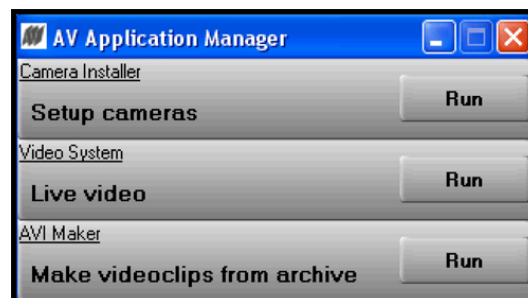 AV Application Manager
Camera Installer
Setup cameras
Run
Video System
Live video
Run
AVI Maker
Make videoclips from archive
Run